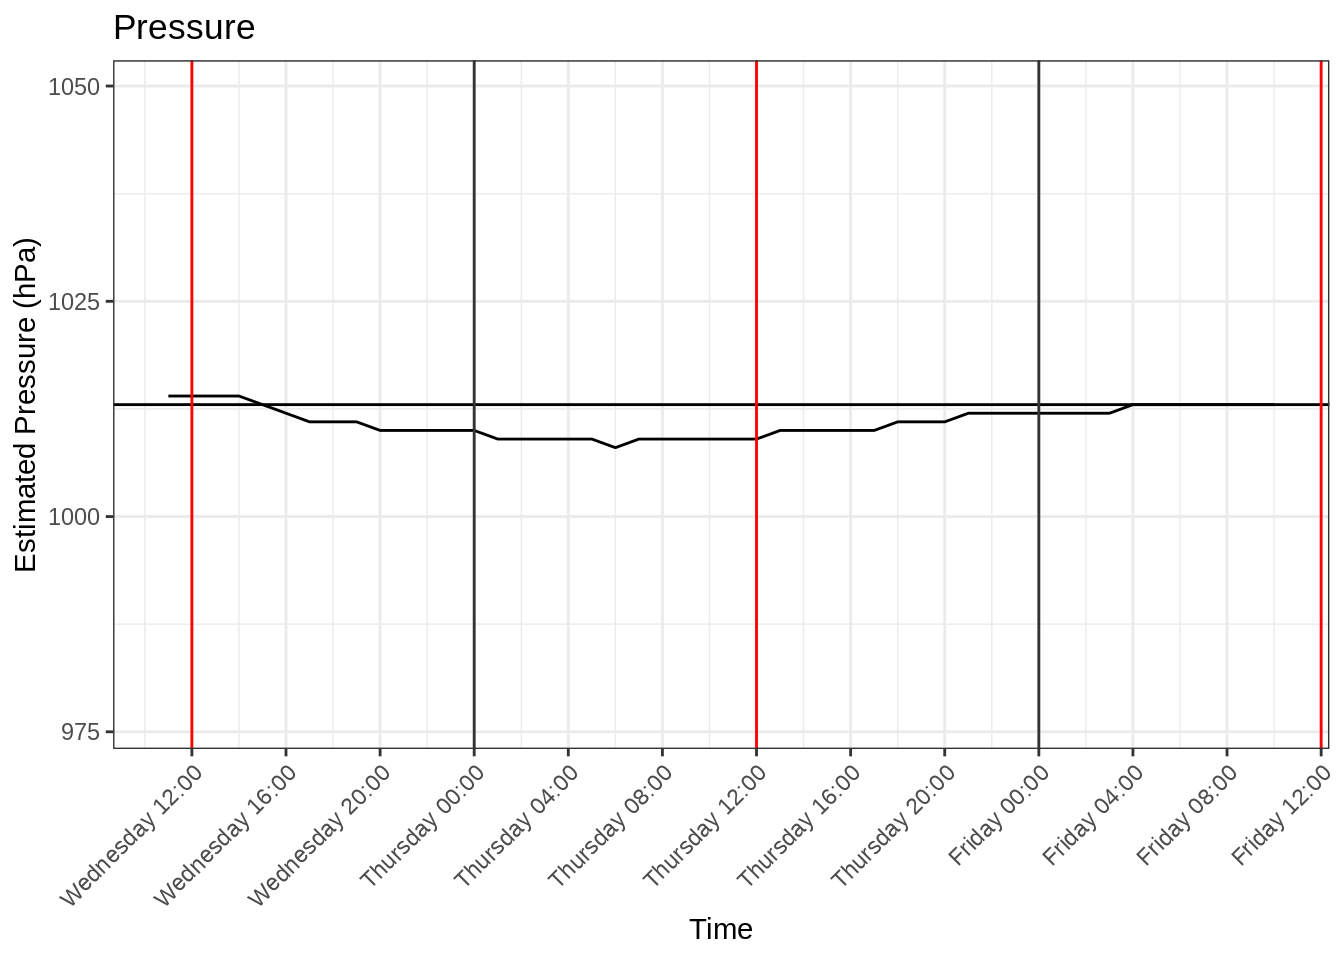 Pressure
Estimated Pressure (hPa)
1050
1025
1000
975
Wednesday 12:00
Wednesday 16:00
Wednesday 20:00
Thursday 00:00
Thursday 04:00
Thursday 08:00
Thursday 12:00
Thursday 16:00
Thursday 20:00
Friday 00:00
Friday 04:00
Friday 08:00
Friday 12:00
Time